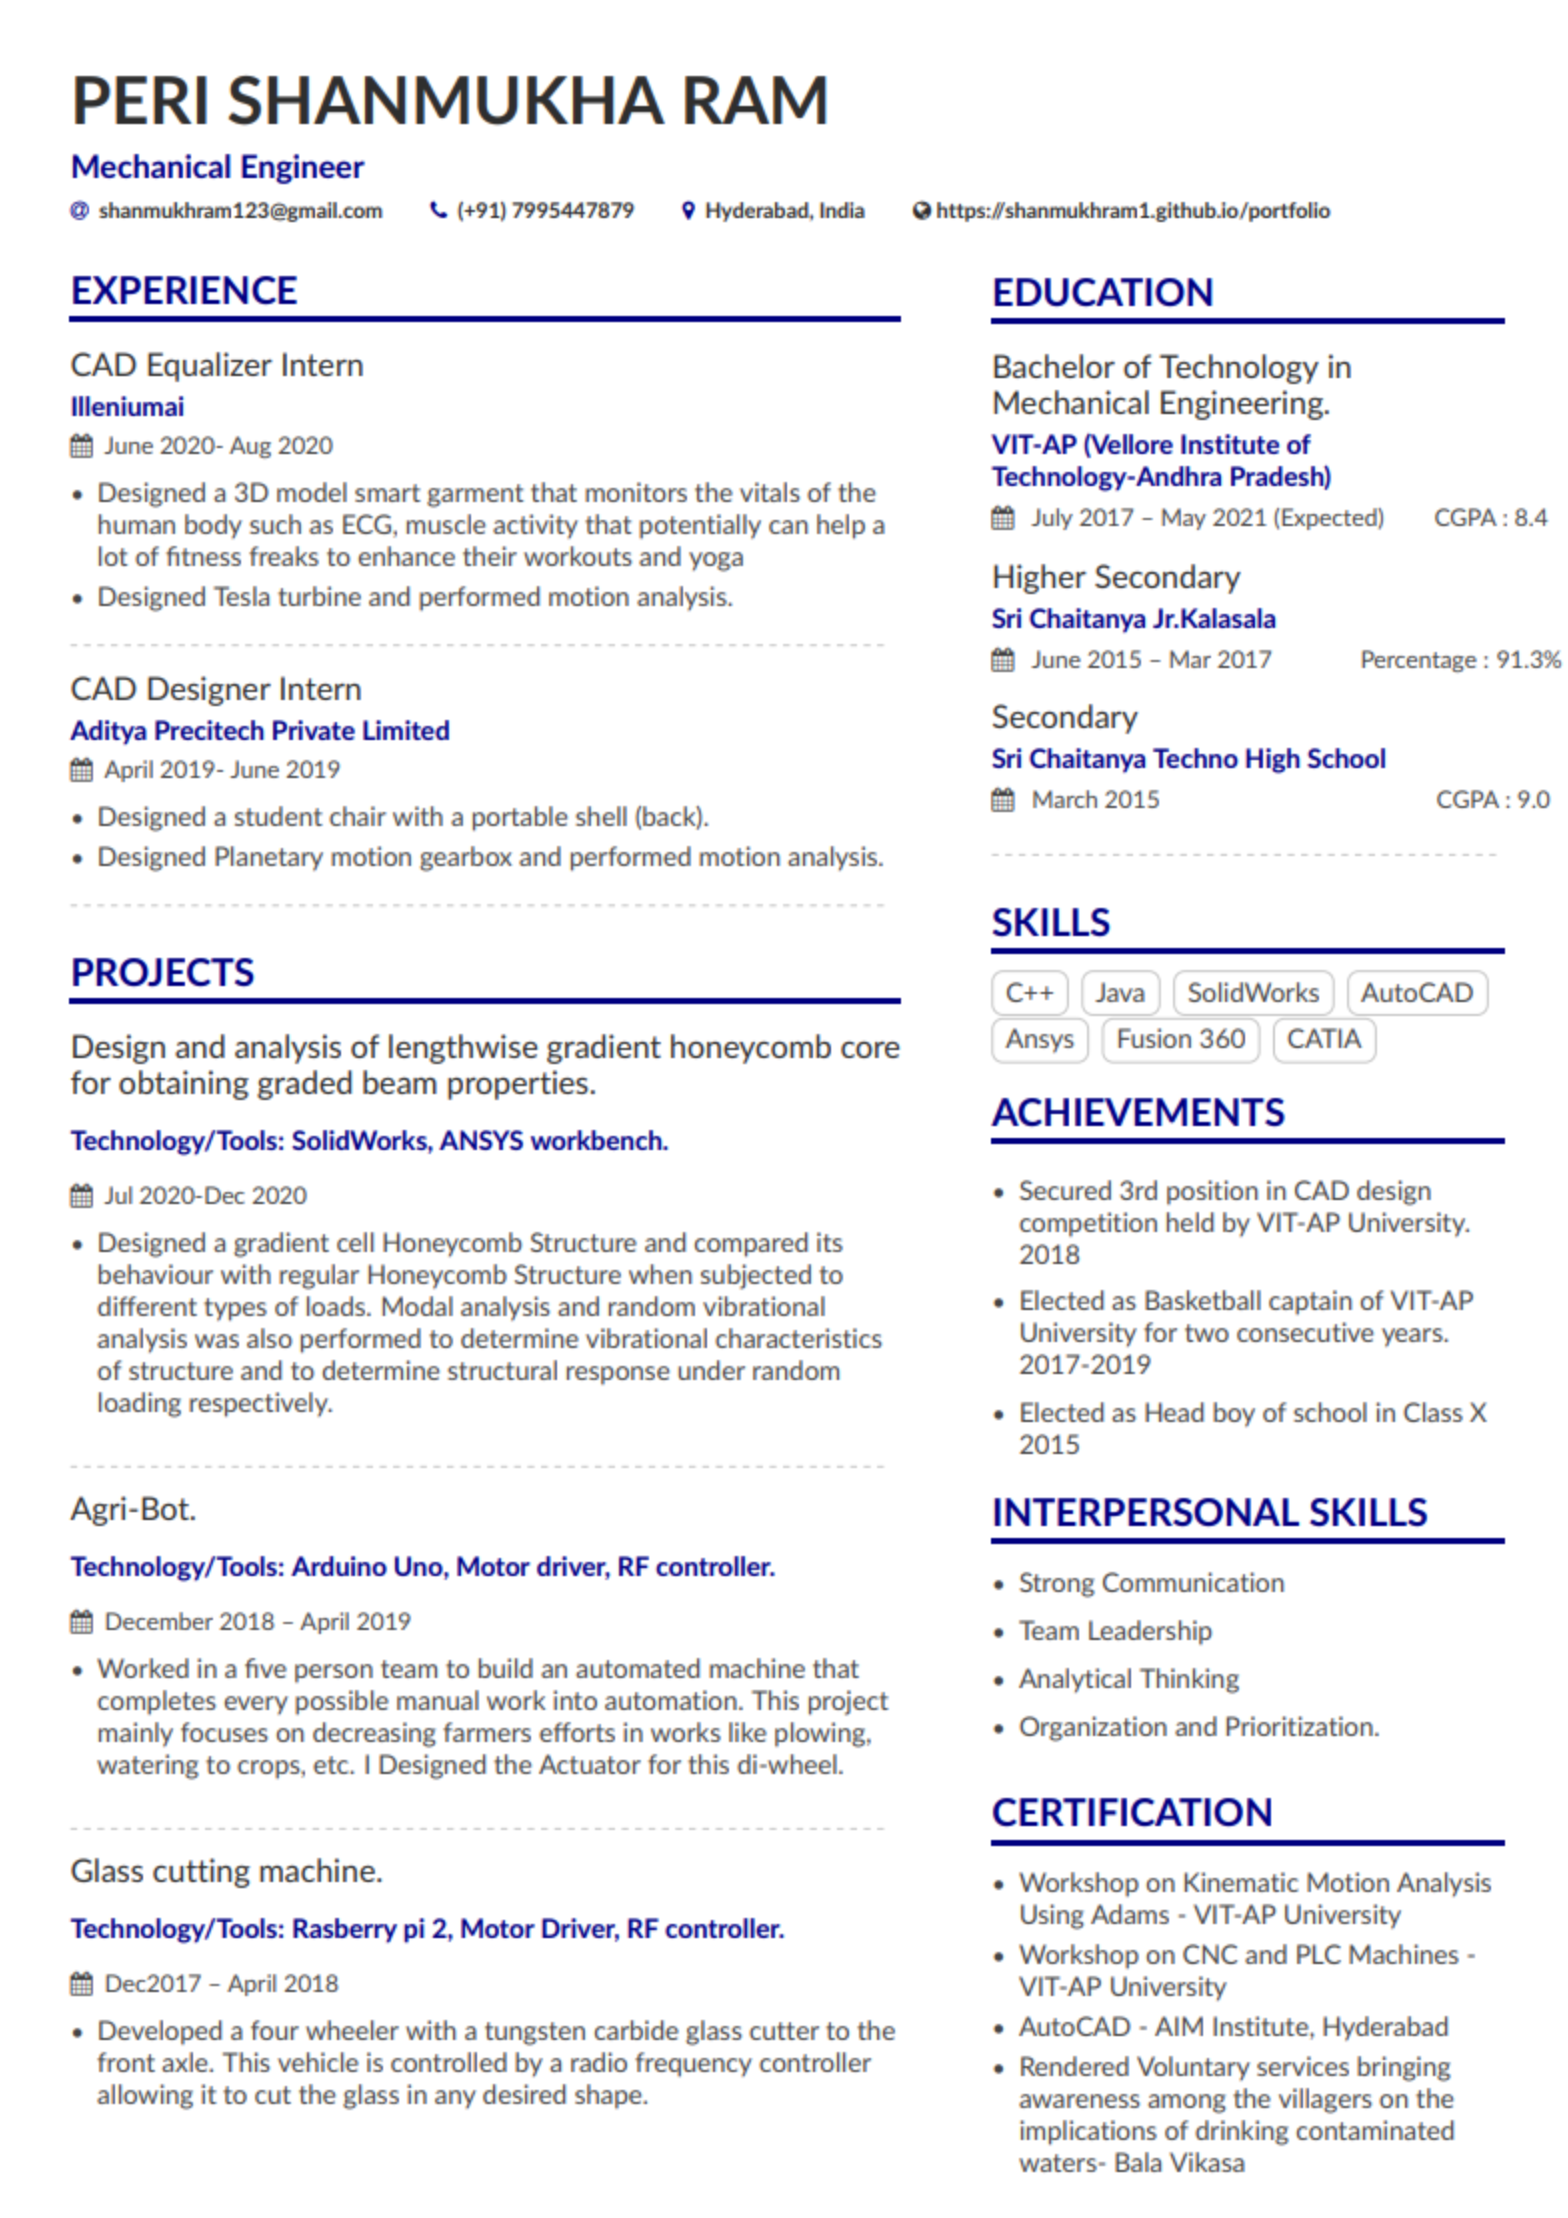 PERI SHANMUKHA RAM
Mechanical Engineer
@ shanmukhram123@gmail.com (+91) 7995447879 Hyderabad, India https://shanmukhram1.github.io/portfolio
EXPERIENCE
CAD Equalizer Intern
Illeniumai
June 2020- Aug 2020
• Designed a 3D model smart garment that monitors the vitals of the
human body such as ECG, muscle activity that potentially can help a
lot of fitness freaks to enhance their workouts and yoga
• Designed Tesla turbine and performed motion analysis.
CAD Designer Intern
Aditya Precitech Private Limited
April 2019- June 2019
• Designed a student chair with a portable shell (back).
• Designed Planetary motion gearbox and performed motion analysis.
PROJECTS
Design and analysis of lengthwise gradient honeycomb core
for obtaining graded beam properties.
Technology/Tools: SolidWorks, ANSYS workbench.
Jul 2020-Dec 2020
• Designed a gradient cell Honeycomb Structure and compared its
behaviour with regular Honeycomb Structure when subjected to
different types of loads. Modal analysis and random vibrational
analysis was also performed to determine vibrational characteristics
of structure and to determine structural response under random
loading respectively.
Agri-Bot.
Technology/Tools: Arduino Uno, Motor driver, RF controller.
December 2018 – April 2019
• Worked in a five person team to build an automated machine that
completes every possible manual work into automation. This project
mainly focuses on decreasing farmers efforts in works like plowing,
watering to crops, etc. I Designed the Actuator for this di-wheel.
Glass cutting machine.
Technology/Tools: Rasberry pi 2, Motor Driver, RF controller.
Dec2017 – April 2018
• Developed a four wheeler with a tungsten carbide glass cutter to the
front axle. This vehicle is controlled by a radio frequency controller
allowing it to cut the glass in any desired shape.
EDUCATION
Bachelor of Technology in
Mechanical Engineering.
VIT-AP (Vellore Institute of
Technology-Andhra Pradesh)
July 2017 – May 2021 (Expected) CGPA : 8.4
Higher Secondary
Sri Chaitanya Jr.Kalasala
June 2015 – Mar 2017 Percentage : 91.3%
Secondary
Sri Chaitanya Techno High School
March 2015 CGPA : 9.0
SKILLS
C++ Java SolidWorks AutoCAD
Ansys Fusion 360 CATIA
ACHIEVEMENTS
• Secured 3rd position in CAD design
competition held by VIT-AP University.
2018
• Elected as Basketball captain of VIT-AP
University for two consecutive years.
2017-2019
• Elected as Head boy of school in Class X
2015
INTERPERSONAL SKILLS
• Strong Communication
• Team Leadership
• Analytical Thinking
• Organization and Prioritization.
CERTIFICATION
• Workshop on Kinematic Motion Analysis
Using Adams - VIT-AP University
• Workshop on CNC and PLC Machines -
VIT-AP University
• AutoCAD - AIM Institute, Hyderabad
• Rendered Voluntary services bringing
awareness among the villagers on the
implications of drinking contaminated
waters- Bala Vikasa